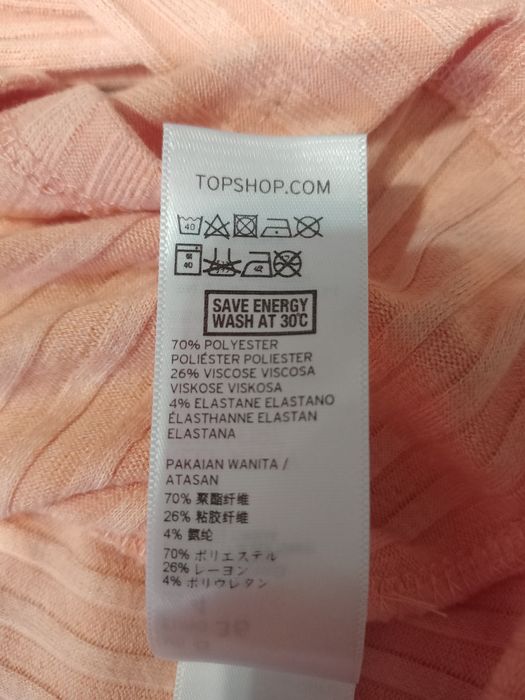 TOPSHOP.COM
40
40
SAVE ENERGY
WASH AT 30°C
70% POLYESTER
POLIÉSTER POLIESTER
26% VISCOSE VISCOSA
VISKOSE VISKOSA
4% ELASTANE ELASTANO
ÉLASTHANNE ELASTAN
ELASTANA
PAKAIAN WANITA /
ATASAN
70% 聚酯纤维
26% 粘胶纤维
4% 氨纶
70% ポリエステル
26% レーヨン
4% ポリウレタン